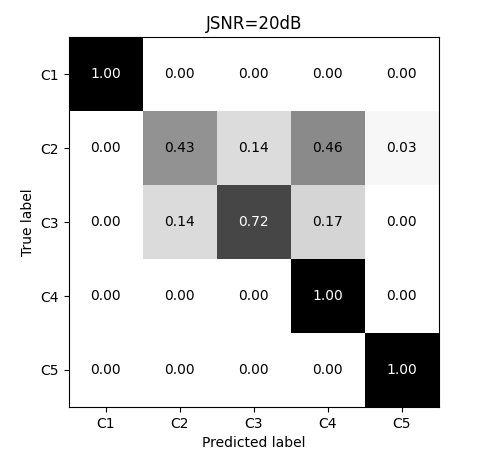 JSNR=20dB
C1 1.00 0.00 0.00 0.00 0.00
C2 0.00 0.43 0.14 0.46 0.03
C3 0.00 0.14 0.72 0.17 0.00
C4 0.00 0.00 0.00 1.00 0.00
C5 0.00 0.00 0.00 0.00 1.00
True label
C1 C2 C3 C4 C5
Predicted label